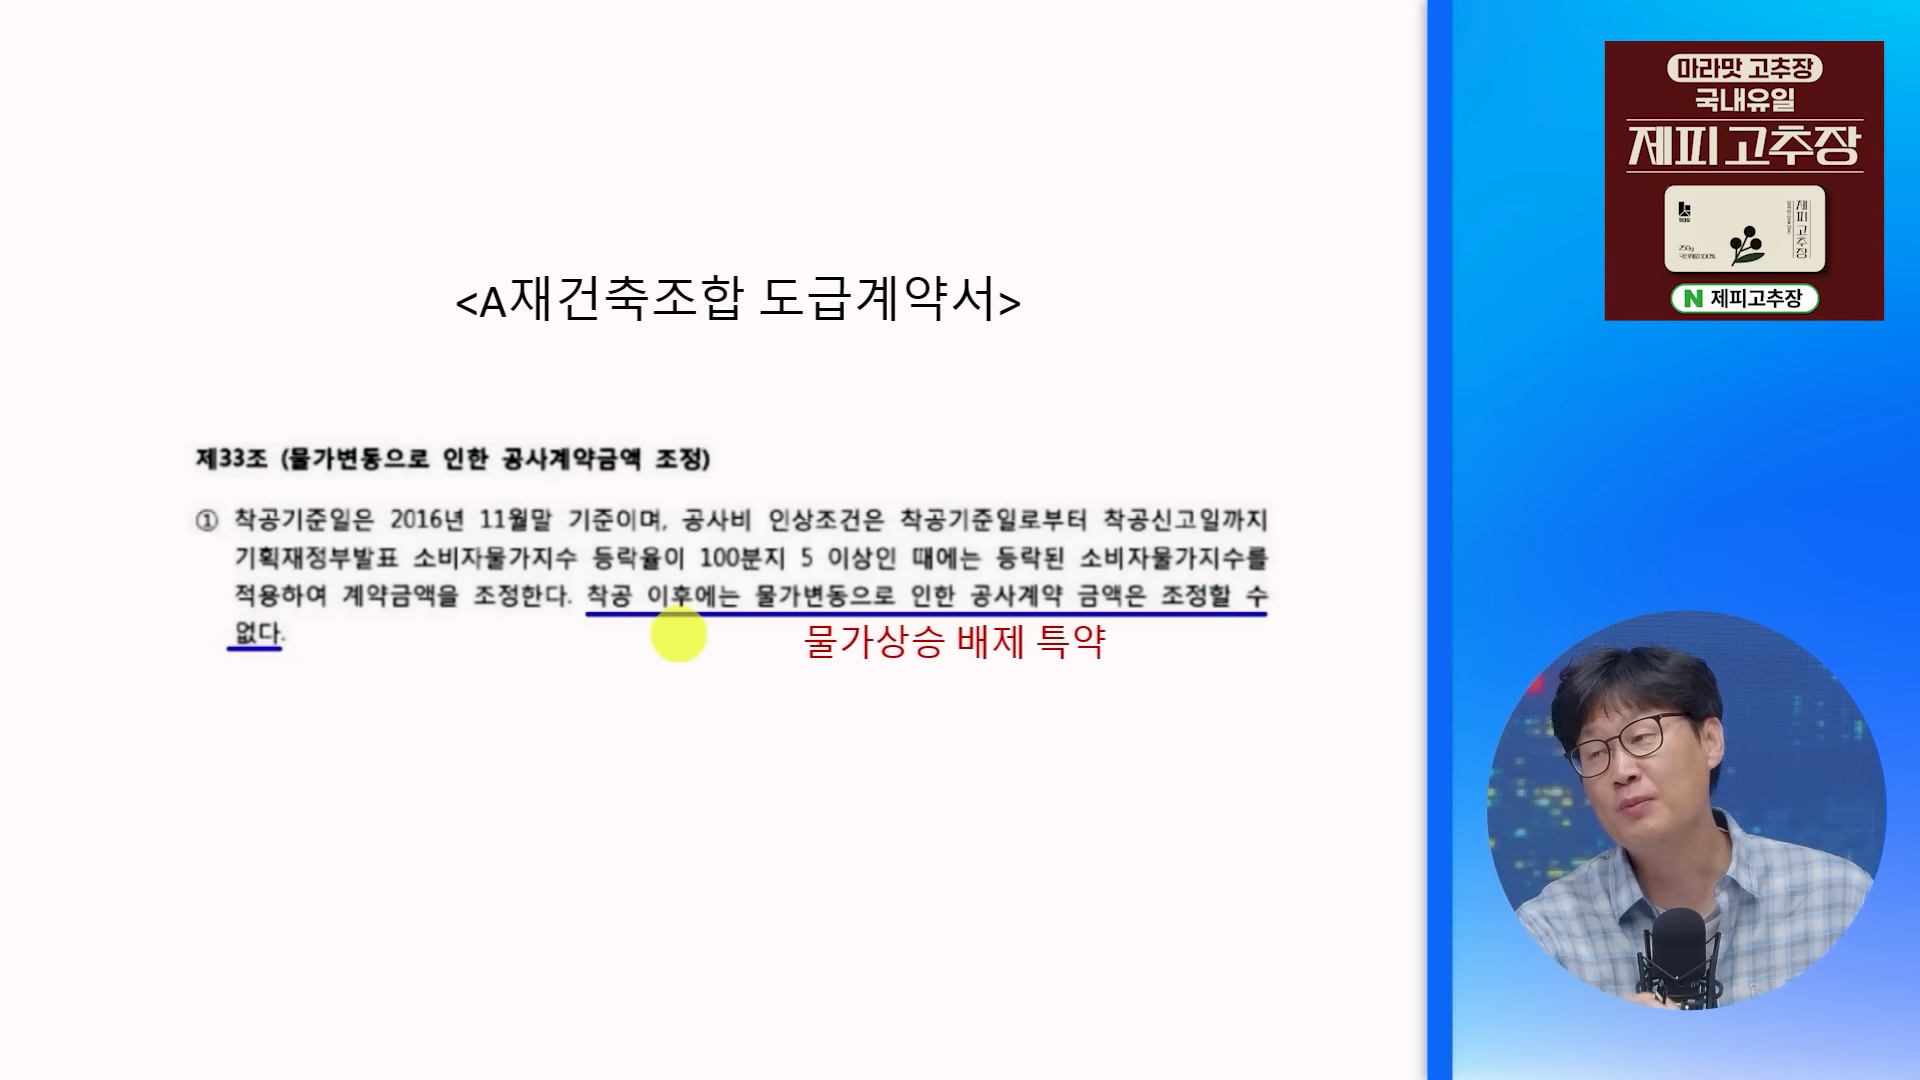 <A재건축조합 도급계약서>
제33조 (물가변동으로 인한 공사계약금액 조정)
① 착공기준일은 2016년 11월말 기준이며, 공사비 인상조건은 착공기준일로부터 착공신고일까지
기획재정부발표 소비자물가지수 등락율이 100분지 5 이상인 때에는 등락된 소비자물가지수를
적용하여 계약금액을 조정한다. 착공 이후에는 물가변동으로 인한 공사계약 금액은 조정할 수
없다.
물가상승 배제 특약
마라맛 고추장
국내유일
제피고추장
제피고추장
250g
N 제피고추장